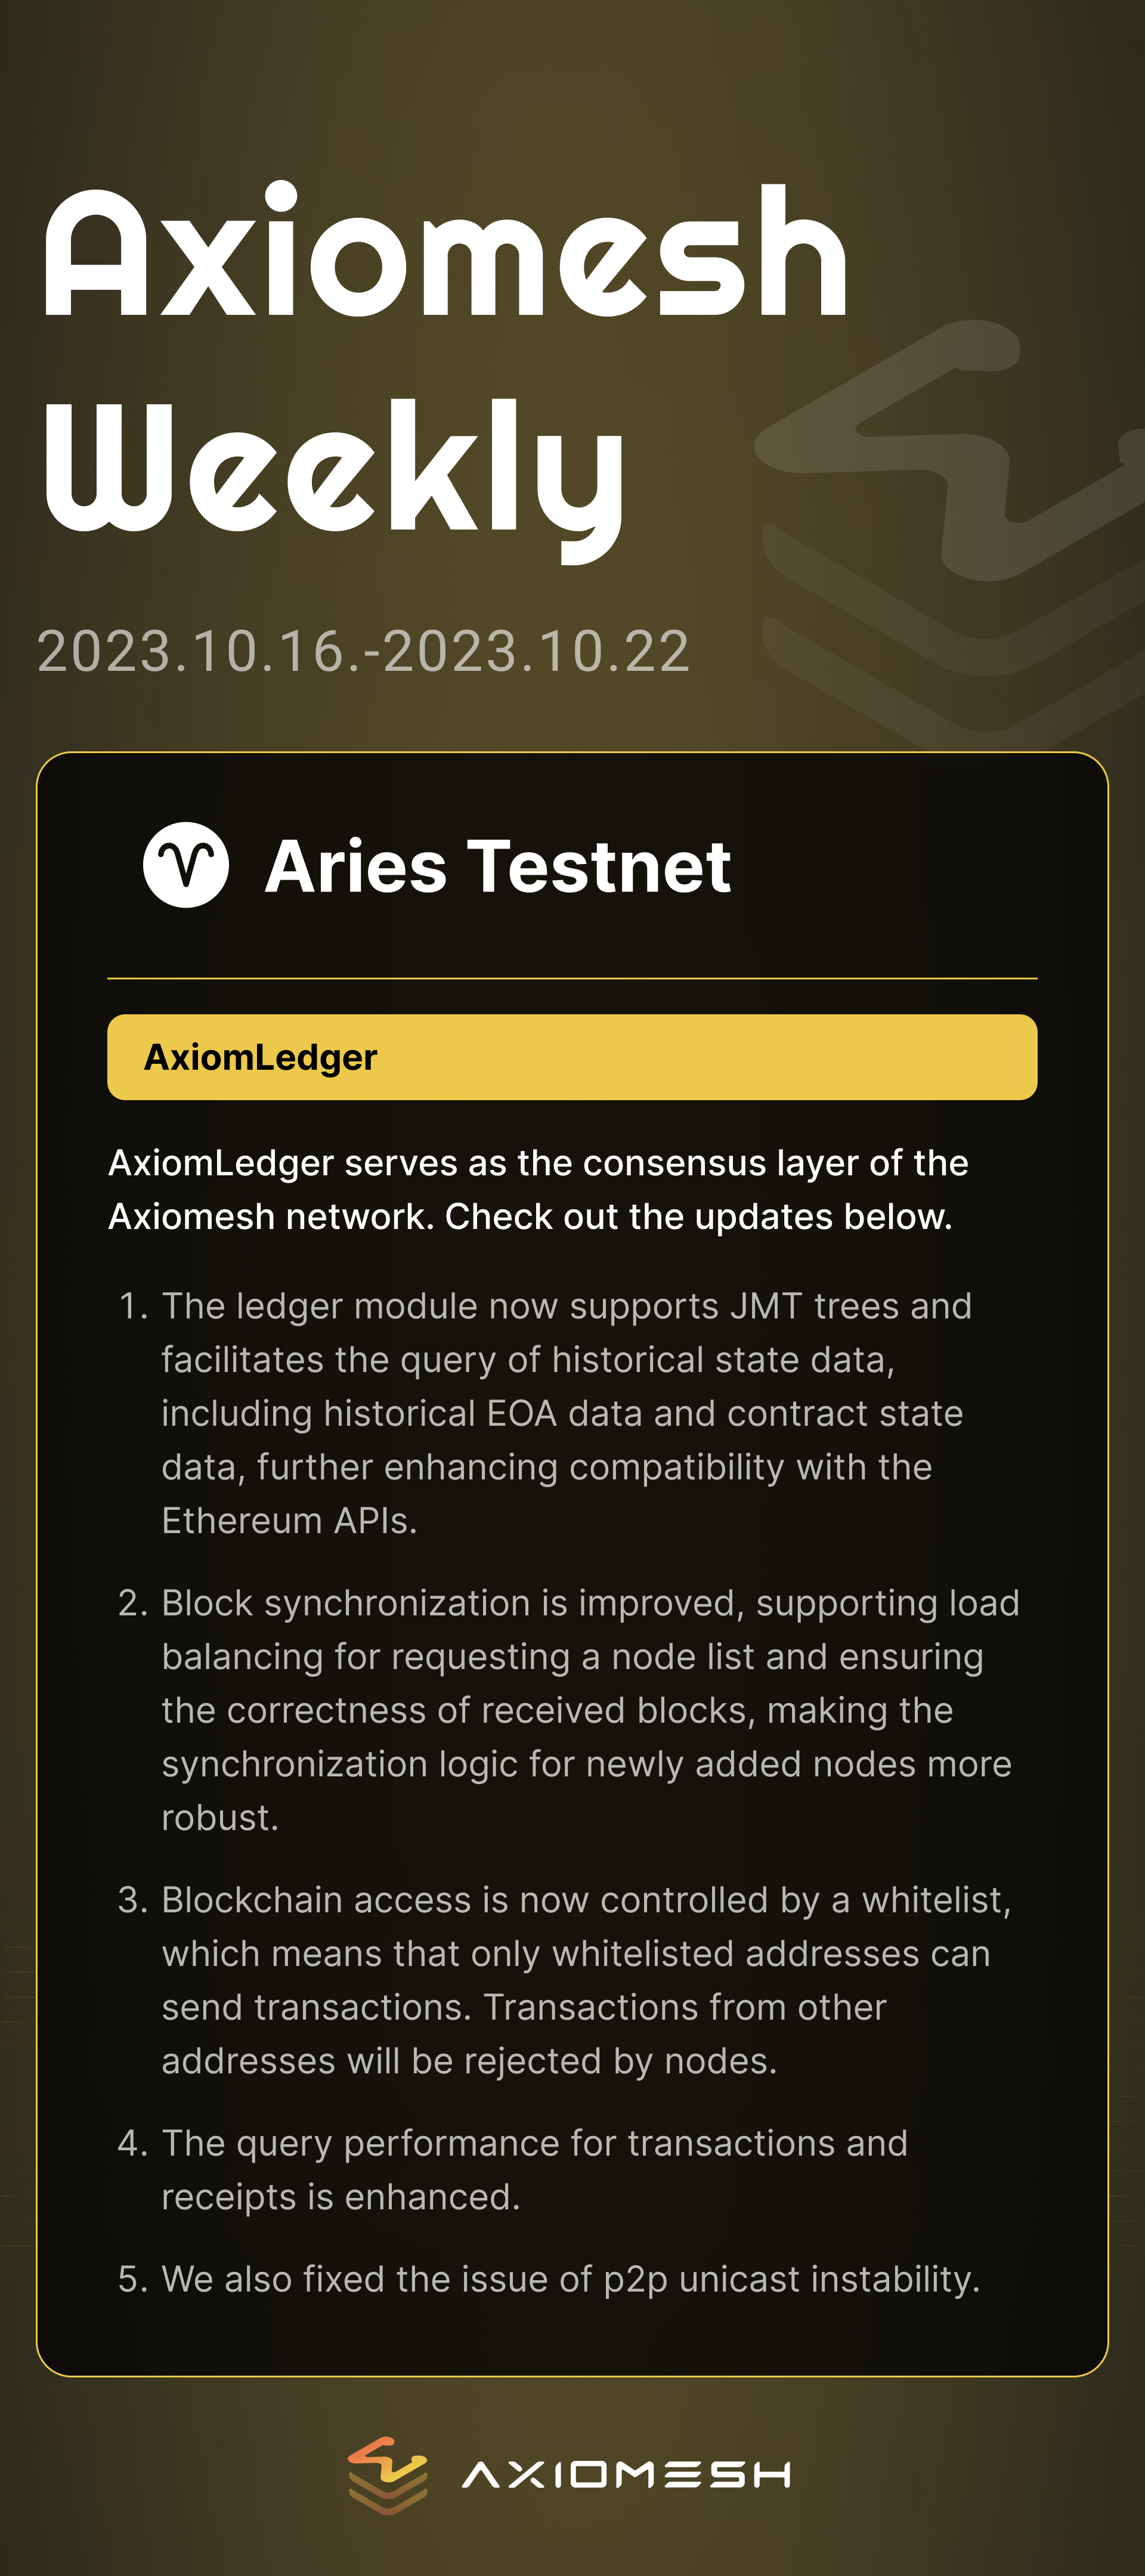 Axiomesh
Weekly
2023.10.16.-2023.10.22
Aries Testnet
AxiomLedger
AxiomLedger serves as the consensus layer of the
Axiomesh network. Check out the updates below.
1. The ledger module now supports JMT trees and
facilitates the query of historical state data,
including historical EOA data and contract state
data, further enhancing compatibility with the
Ethereum APIs.
2. Block synchronization is improved, supporting load
balancing for requesting a node list and ensuring
the correctness of received blocks, making the
synchronization logic for newly added nodes more
robust.
3. Blockchain access is now controlled by a whitelist,
which means that only whitelisted addresses can
send transactions. Transactions from other
addresses will be rejected by nodes.
4. The query performance for transactions and
receipts is enhanced.
5. We also fixed the issue of p2p unicast instability.
AXIOMESH